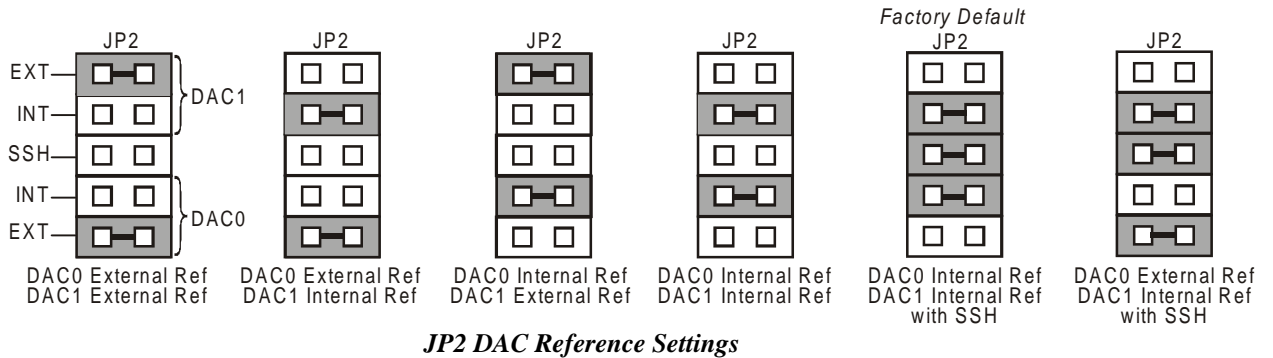 Factory Default
JP2 JP2 JP2 JP2 JP2 JP2
EXT
INT
DAC1
SSH
INT
DAC0
EXT
DAC0 External Ref
DAC1 External Ref
DAC0 External Ref
DAC1 Internal Ref
DAC0 Internal Ref
DAC1 External Ref
DAC0 Internal Ref
DAC1 Internal Ref
DAC0 Internal Ref
DAC1 Internal Ref
with SSH
DAC0 External Ref
DAC1 Internal Ref
with SSH
JP2 DAC Reference Settings